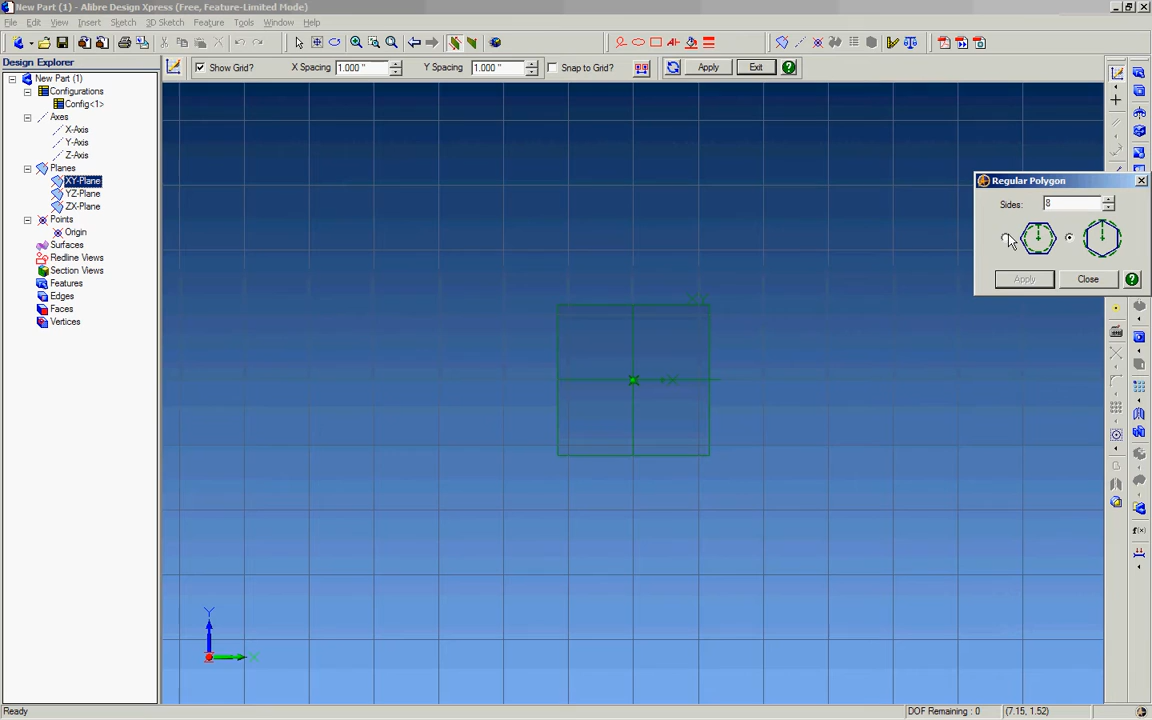 New Part (1) - Alibre Design Xpress (Free, Feature-Limited Mode)
File Edit View Insert Sketch 3D Sketch Feature Tools Window Help
Design Explorer
Show Grid? X Spacing 1.000 " Y Spacing 1.000 " Snap to Grid? Apply Exit
New Part (1)
Configurations
Config<1>
Axes
X-Axis
Y-Axis
Z-Axis
Planes
XY-Plane
YZ-Plane
ZX-Plane
Points
Origin
Surfaces
Redline Views
Section Views
Features
Edges
Faces
Vertices
Regular Polygon
Sides: 8
Apply Close
X Y
X
Y
X
f(x)
Ready DOF Remaining : 0 (7.15, 1.52)